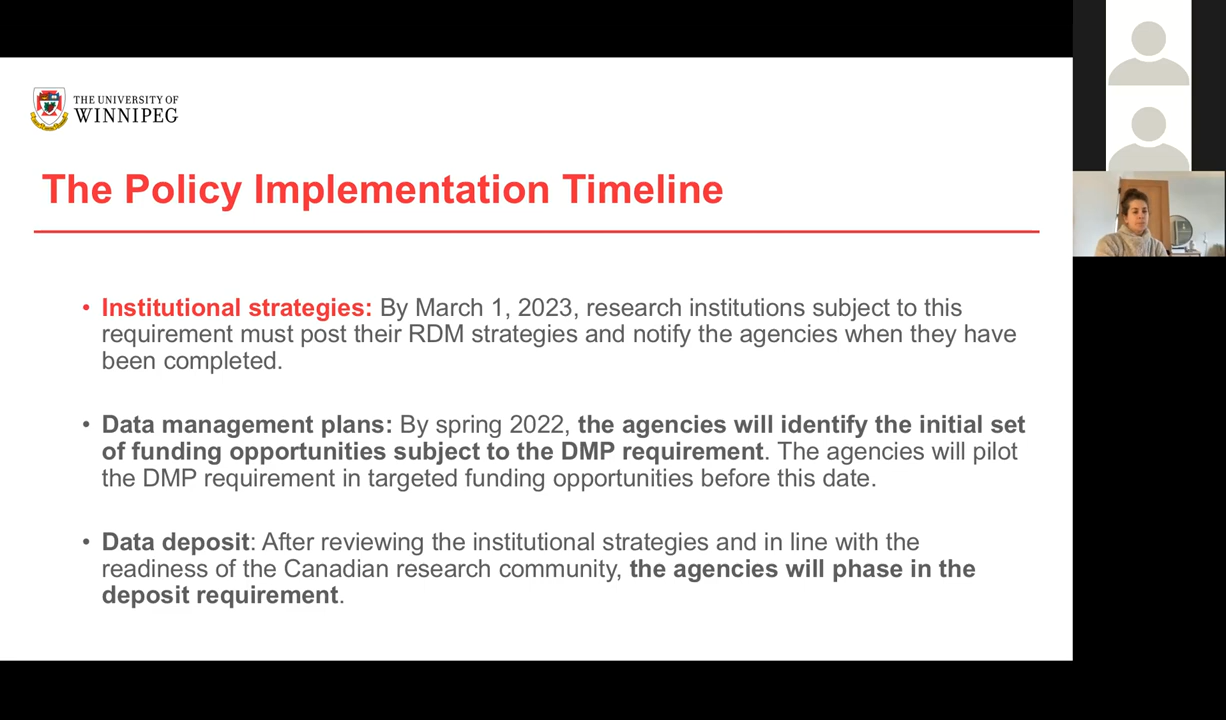 THE UNIVERSITY OF
WINNIPEG
The Policy Implementation Timeline
• Institutional strategies: By March 1, 2023, research institutions subject to this
requirement must post their RDM strategies and notify the agencies when they have
been completed.
• Data management plans: By spring 2022, the agencies will identify the initial set
of funding opportunities subject to the DMP requirement. The agencies will pilot
the DMP requirement in targeted funding opportunities before this date.
• Data deposit: After reviewing the institutional strategies and in line with the
readiness of the Canadian research community, the agencies will phase in the
deposit requirement.